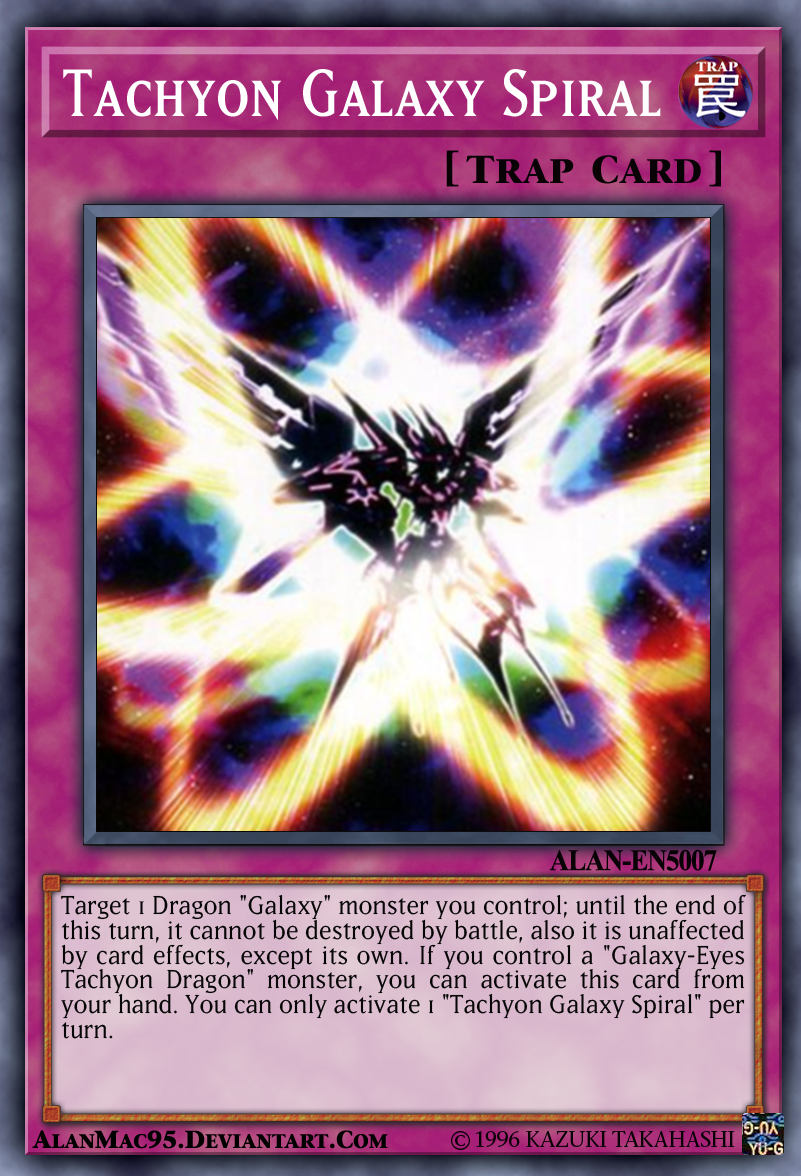 Tachyon Galaxy Spiral
TRAP
罠
[Trap Card]
ALAN-EN5007
Target 1 Dragon "Galaxy" monster you control; until the end of
this turn, it cannot be destroyed by battle, also it is unaffected
by card effects, except its own. If you control a "Galaxy-Eyes
Tachyon Dragon" monster, you can activate this card from
your hand. You can only activate 1 "Tachyon Galaxy Spiral" per
turn.
AlanMac95.Deviantart.Com
© 1996 KAZUKI TAKAHASHI
YU-G
YU-G